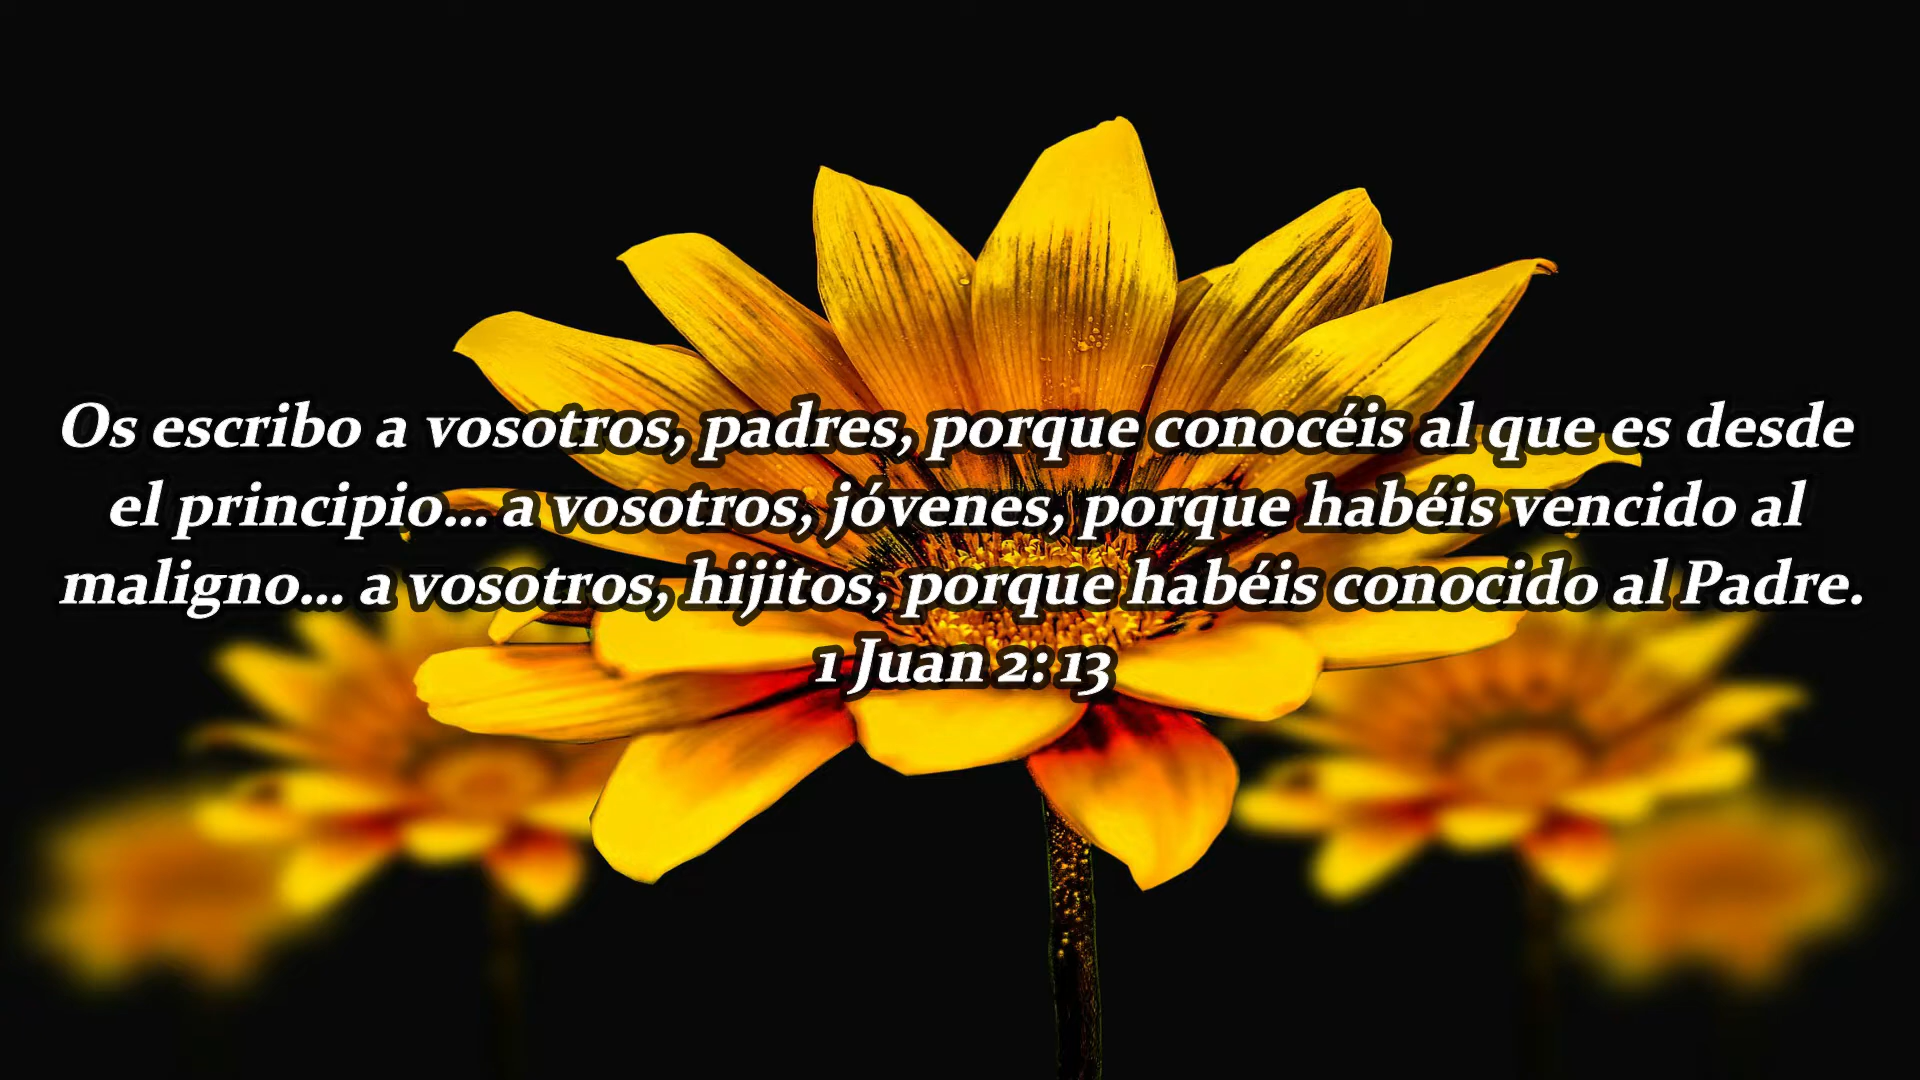 Os escribo a vosotros, padres, porque conocéis al que es desde
el principio... a vosotros, jóvenes, porque habéis vencido al
maligno... a vosotros, hijitos, porque habéis conocido al Padre.
1 Juan 2: 13